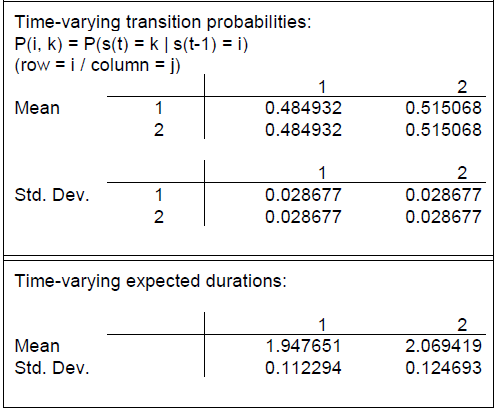 Time-varying transition probabilities:
P(i, k) = P(s(t) = k | s(t-1) = i)
(row = i / column = j)
1 2
Mean 1 0.484932 0.515068
2 0.484932 0.515068
1 2
Std. Dev. 1 0.028677 0.028677
2 0.028677 0.028677
Time-varying expected durations:
1 2
Mean 1.947651 2.069419
Std. Dev. 0.112294 0.124693